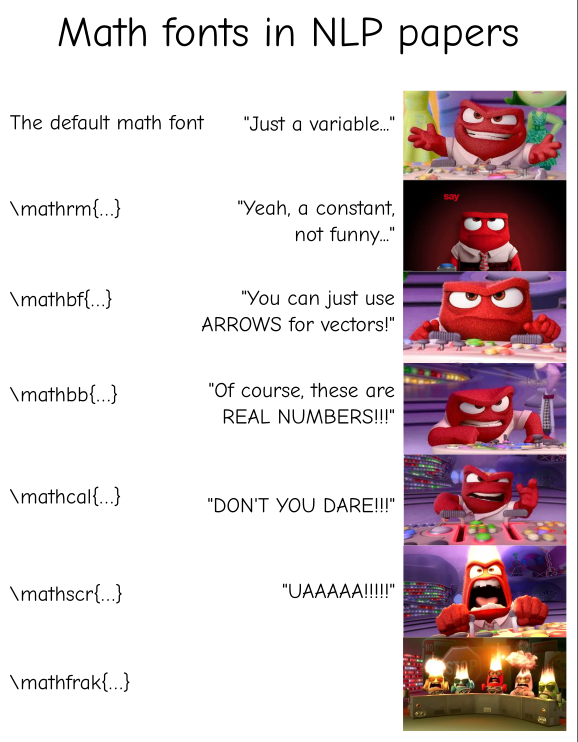 Math fonts in NLP papers
The default math font "Just a variable..."
say
\mathrm{...} "Yeah, a constant,
not funny..."
\mathbf{...} "You can just use
ARROWS for vectors!"
\mathbb{...} "Of course, these are
REAL NUMBERS!!!"
\mathcal{...} "DON'T YOU DARE!!!"
\mathscr{...} "UAAAAA!!!!!"
\mathfrak{...}